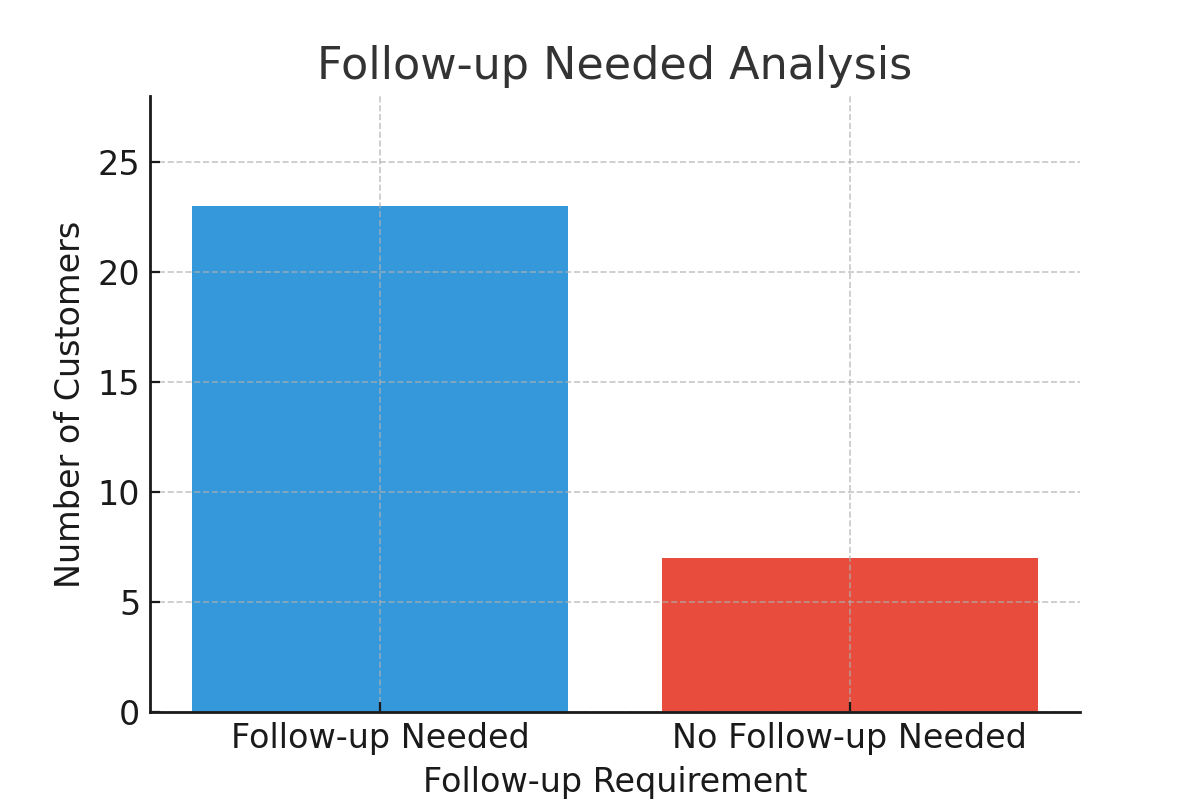 Follow-up Needed Analysis
Number of Customers
25
20
15
10
5
0
Follow-up Needed
No Follow-up Needed
Follow-up Requirement